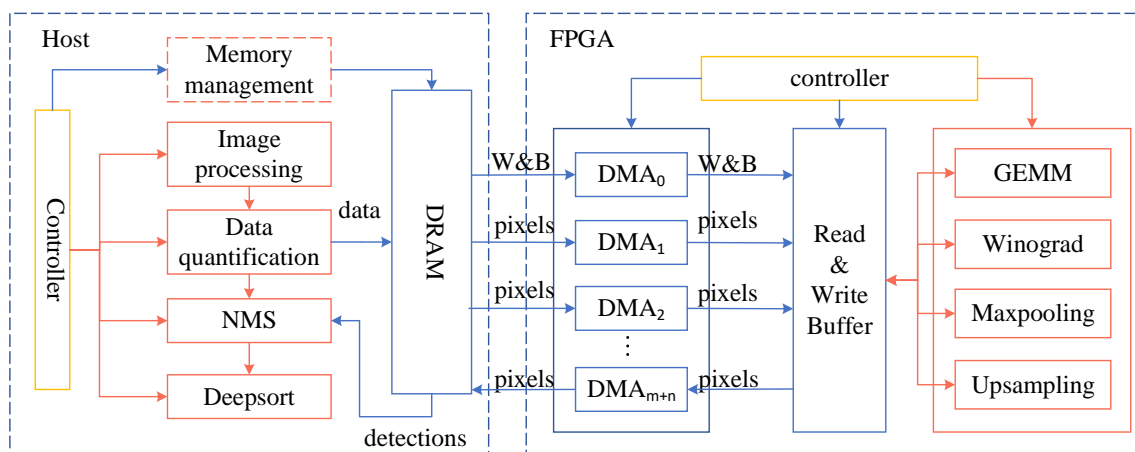 Host
Memory
management
Controller
Image
processing
Data
quantification
NMS
Deepsort
data
DRAM
detections
FPGA
controller
W&B
DMA0
W&B
pixels
DMA1
pixels
pixels
DMA2
pixels
⋮
pixels
DMAm+n
pixels
Read
&
Write
Buffer
GEMM
Winograd
Maxpooling
Upsampling